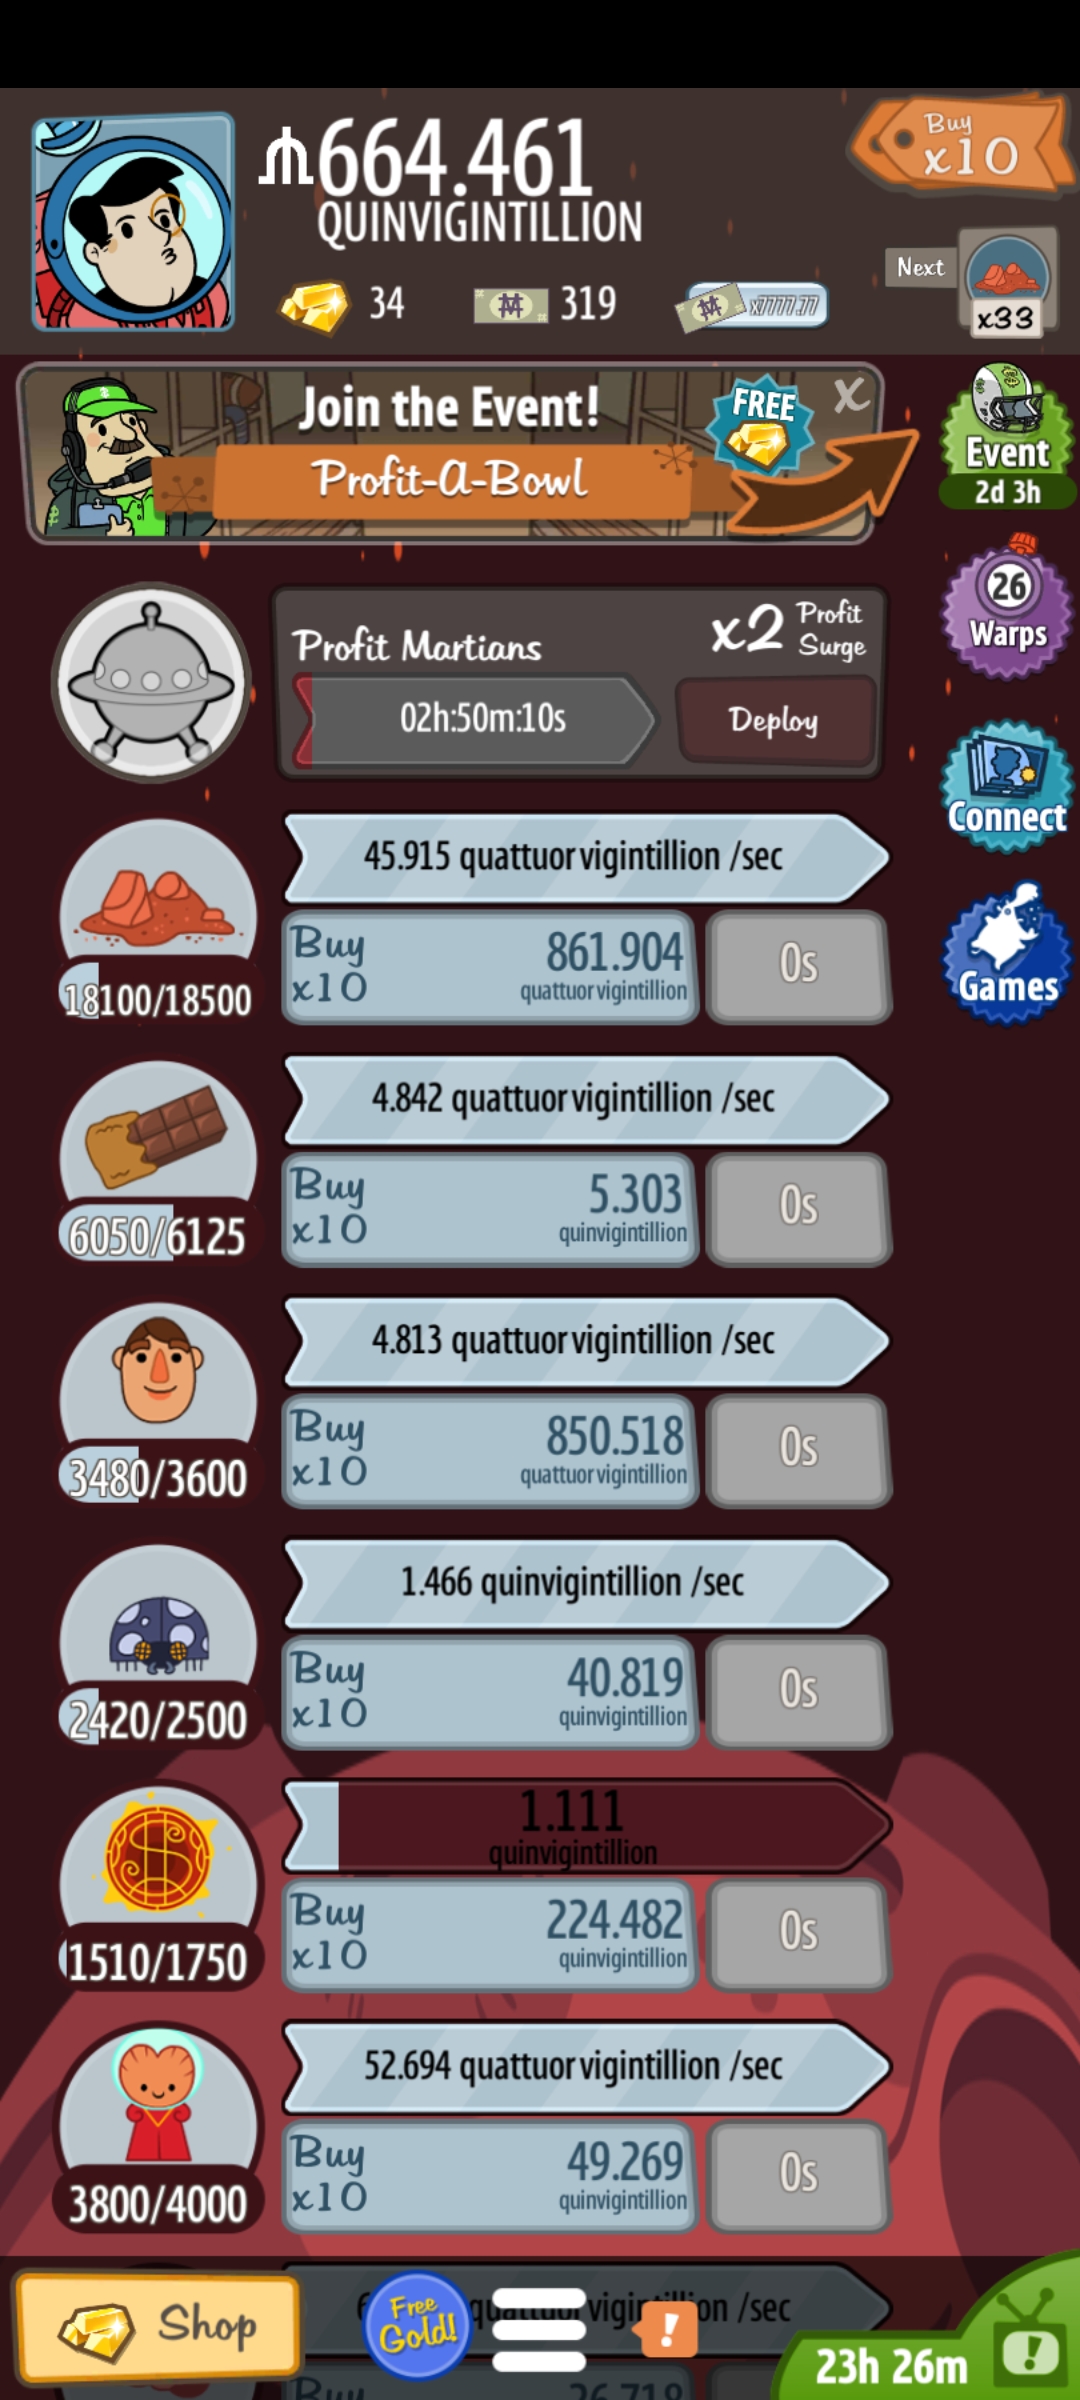 664.461
QUINVIGINTILLION
Buy
x10
34
319
x7777.77
Next
x33
Join the Event!
Profit-A-Bowl
FREE
X
Event
2d 3h
Profit Martians
x2 Profit Surge
02h:50m:10s
Deploy
26
Warps
45.915 quattuorvigintillion /sec
Connect
Buy x10
861.904
quattuorvigintillion
0s
18100/18500
Games
4.842 quattuorvigintillion /sec
Buy x10
5.303
quinvigintillion
0s
6050/6125
4.813 quattuorvigintillion /sec
Buy x10
850.518
quattuorvigintillion
0s
3480/3600
1.466 quinvigintillion /sec
Buy x10
40.819
quinvigintillion
0s
2420/2500
1.111
quinvigintillion
Buy x10
224.482
quinvigintillion
0s
1510/1750
52.694 quattuorvigintillion /sec
Buy x10
49.269
quinvigintillion
0s
3800/4000
/sec
Shop
Free
Gold!
!
23h 26m
!
Buy
26.718